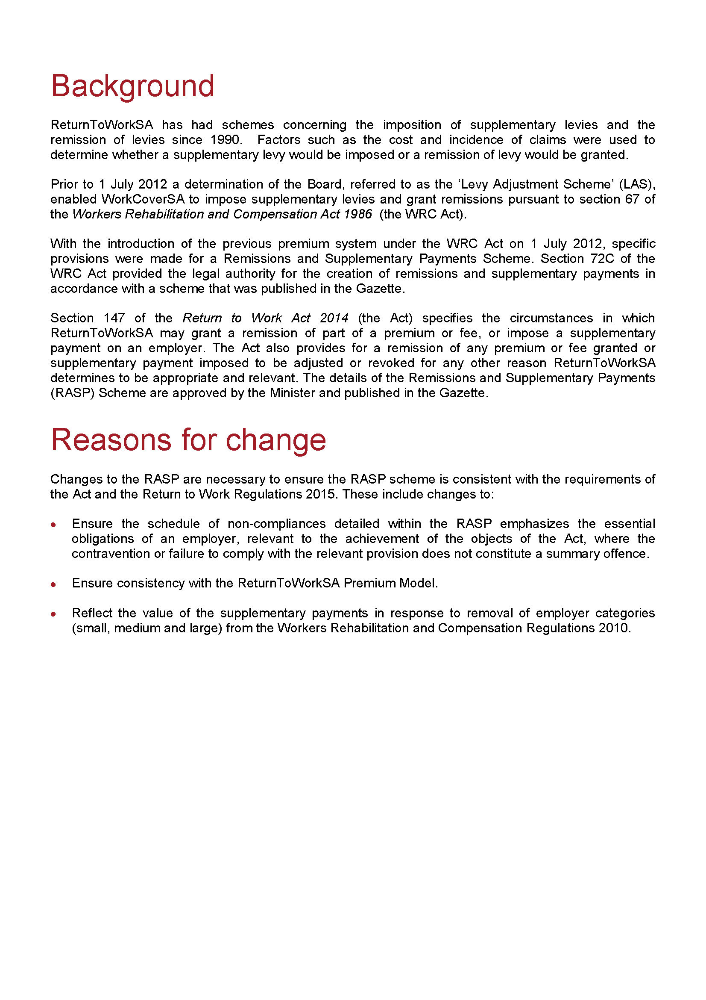 Background
ReturnToWorkSA has had schemes concerning the imposition of supplementary levies and the
remission of levies since 1990.  Factors such as the cost and incidence of claims were used to
determine whether a supplementary levy would be imposed or a remission of levy would be granted.
Prior to 1 July 2012 a determination of the Board, referred to as the ‘Levy Adjustment Scheme’ (LAS),
enabled WorkCoverSA to impose supplementary levies and grant remissions pursuant to section 67 of
the Workers Rehabilitation and Compensation Act 1986  (the WRC Act).
With the introduction of the previous premium system under the WRC Act on 1 July 2012, specific
provisions were made for a Remissions and Supplementary Payments Scheme. Section 72C of the
WRC Act provided the legal authority for the creation of remissions and supplementary payments in
accordance with a scheme that was published in the Gazette.
Section 147 of the Return to Work Act 2014 (the Act) specifies the circumstances in which
ReturnToWorkSA may grant a remission of part of a premium or fee, or impose a supplementary
payment on an employer. The Act also provides for a remission of any premium or fee granted or
supplementary payment imposed to be adjusted or revoked for any other reason ReturnToWorkSA
determines to be appropriate and relevant. The details of the Remissions and Supplementary Payments
(RASP) Scheme are approved by the Minister and published in the Gazette.
Reasons for change
Changes to the RASP are necessary to ensure the RASP scheme is consistent with the requirements of
the Act and the Return to Work Regulations 2015. These include changes to:
• Ensure the schedule of non-compliances detailed within the RASP emphasizes the essential
obligations of an employer, relevant to the achievement of the objects of the Act, where the
contravention or failure to comply with the relevant provision does not constitute a summary offence.
• Ensure consistency with the ReturnToWorkSA Premium Model.
• Reflect the value of the supplementary payments in response to removal of employer categories
(small, medium and large) from the Workers Rehabilitation and Compensation Regulations 2010.